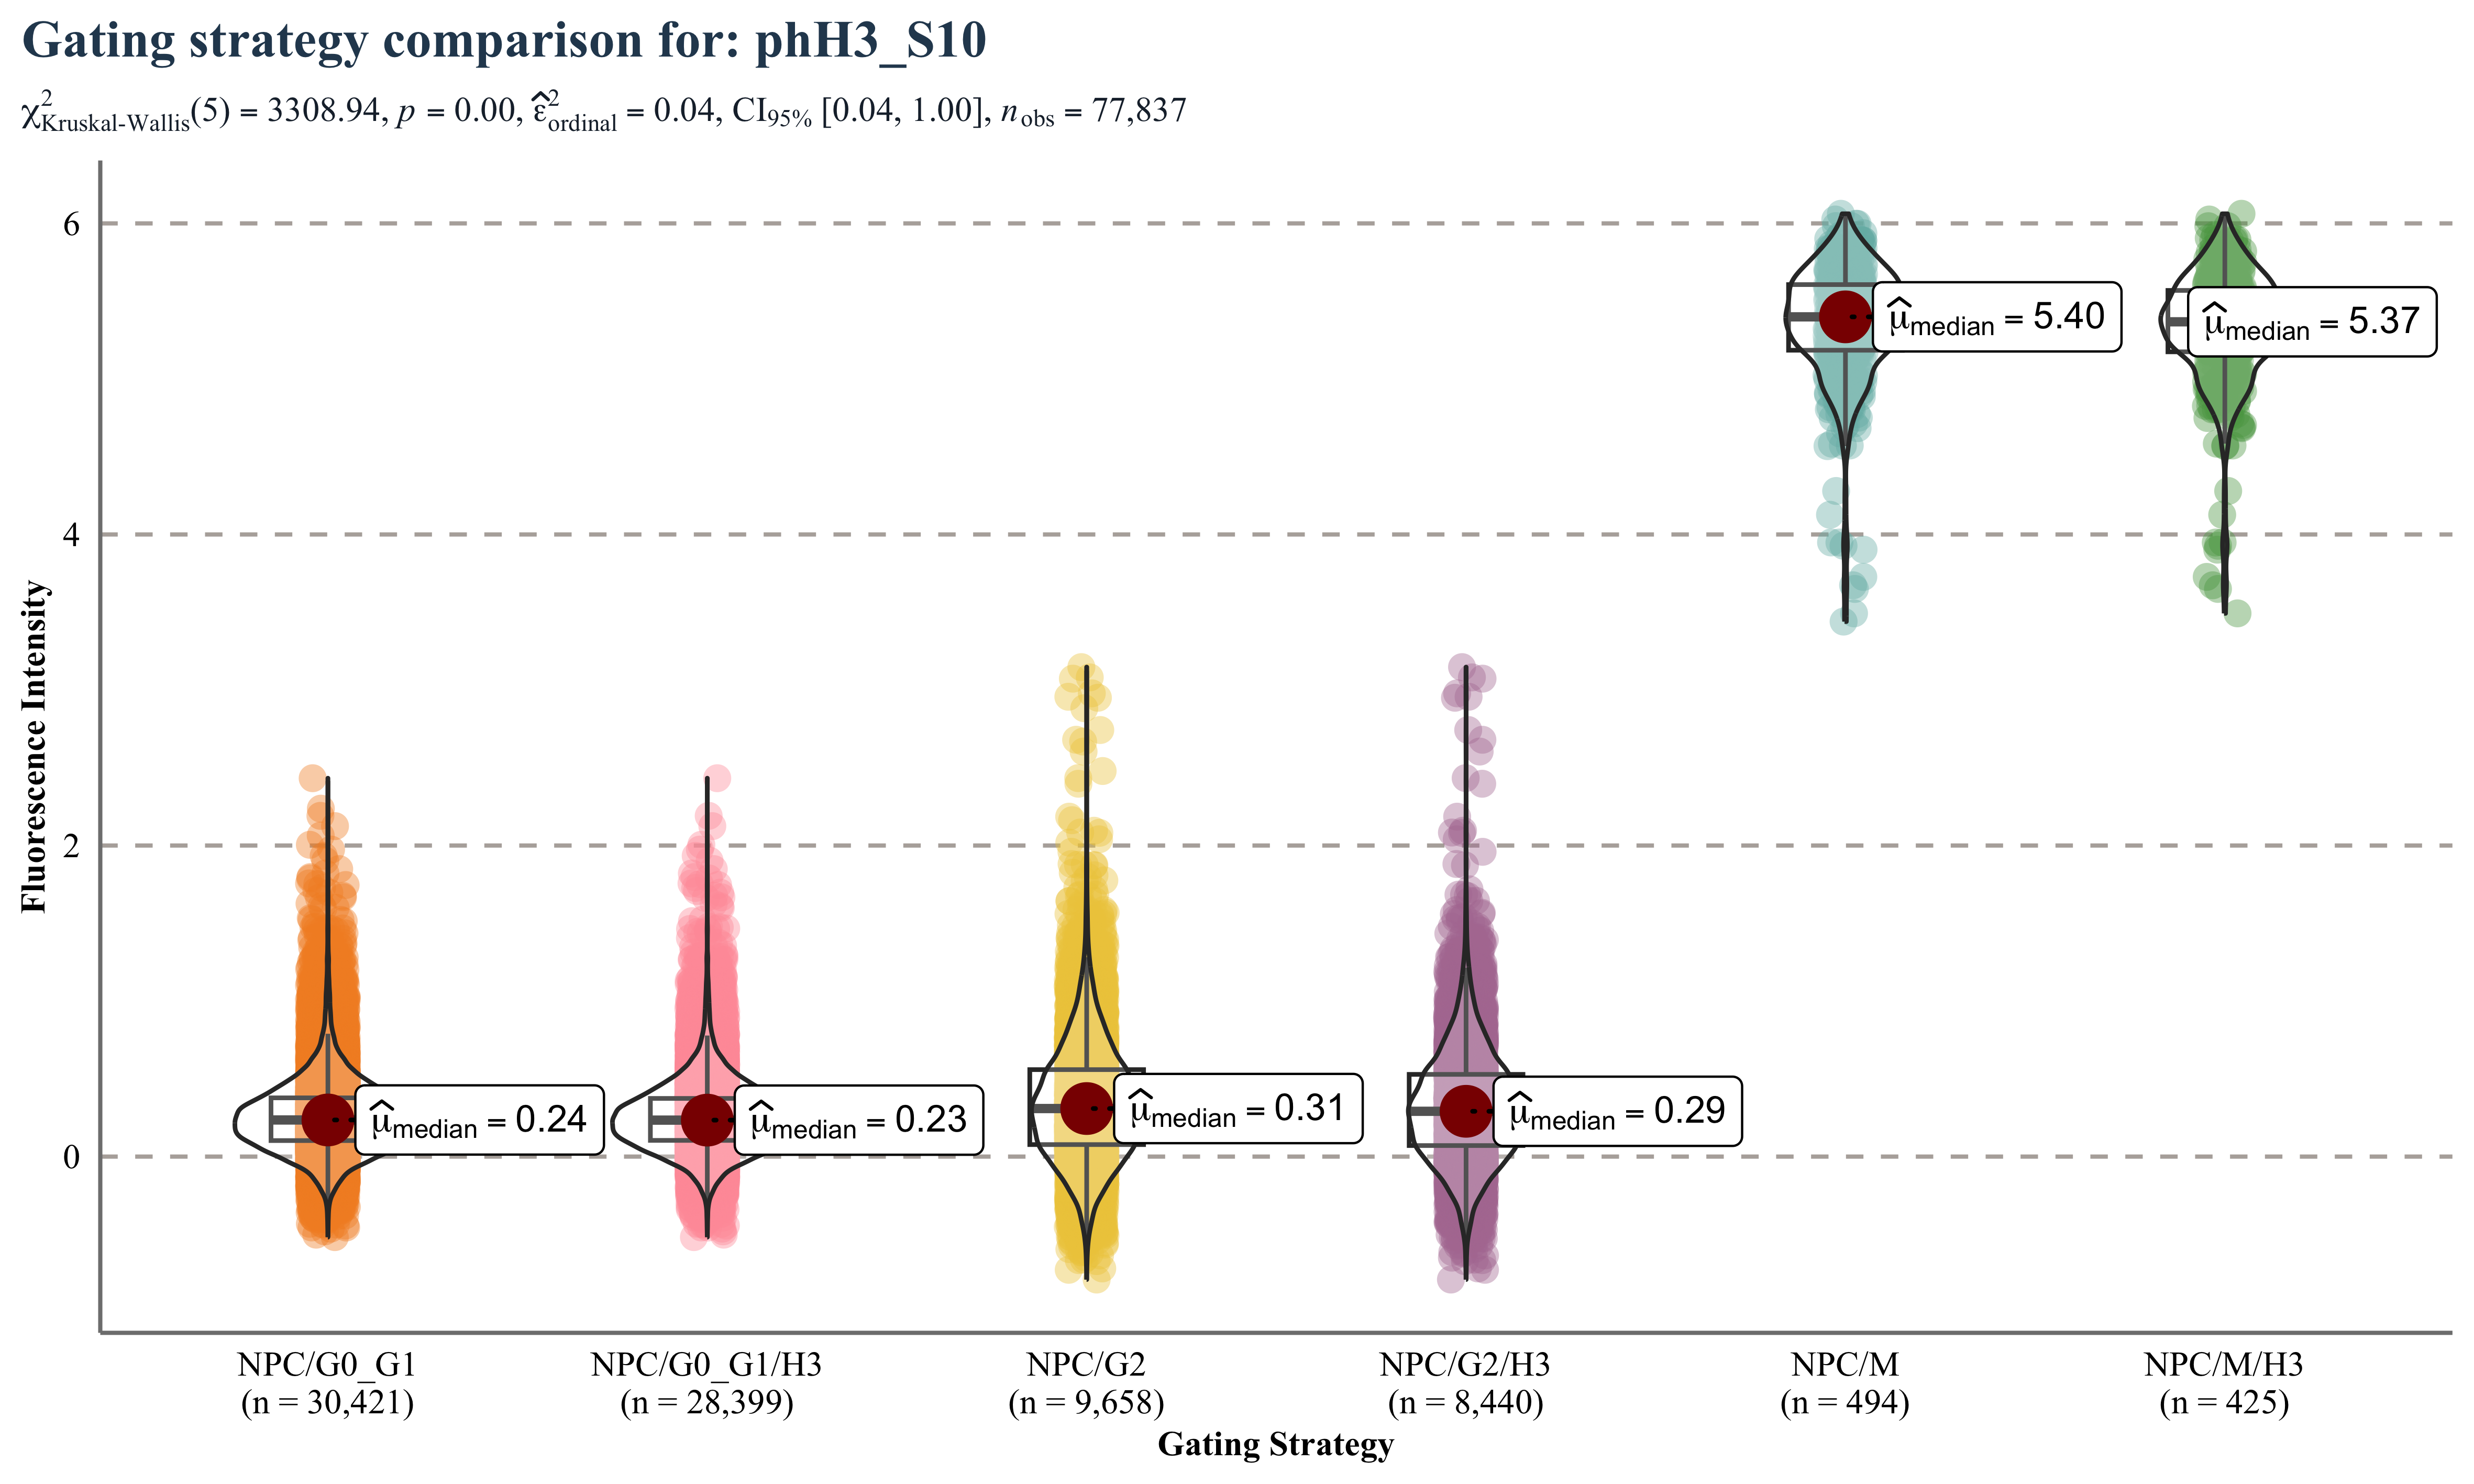 Gating strategy comparison for: phH3_S10
χ²Kruskal-Wallis(5) = 3308.94, p = 0.00, ε̂²ordinal = 0.04, CI95% [0.04, 1.00], nobs = 77,837
6
4
2
0
Fluorescence Intensity
μ̂median = 0.24
μ̂median = 0.23
μ̂median = 0.31
μ̂median = 0.29
μ̂median = 5.40
μ̂median = 5.37
NPC/G0_G1
(n = 30,421)
NPC/G0_G1/H3
(n = 28,399)
NPC/G2
(n = 9,658)
NPC/G2/H3
(n = 8,440)
NPC/M
(n = 494)
NPC/M/H3
(n = 425)
Gating Strategy